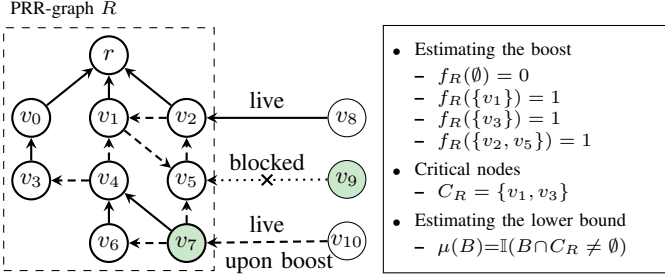 PRR-graph R
r
v0 v1 v2 live v8
blocked
v3 v4 v5 v9
live
v6 v7 v10
upon boost
• Estimating the boost
– f_R(∅) = 0
– f_R({v1}) = 1
– f_R({v3}) = 1
– f_R({v2, v5}) = 1
• Critical nodes
– C_R = {v1, v3}
• Estimating the lower bound
– μ(B)=𝕀(B∩C_R ≠ ∅)